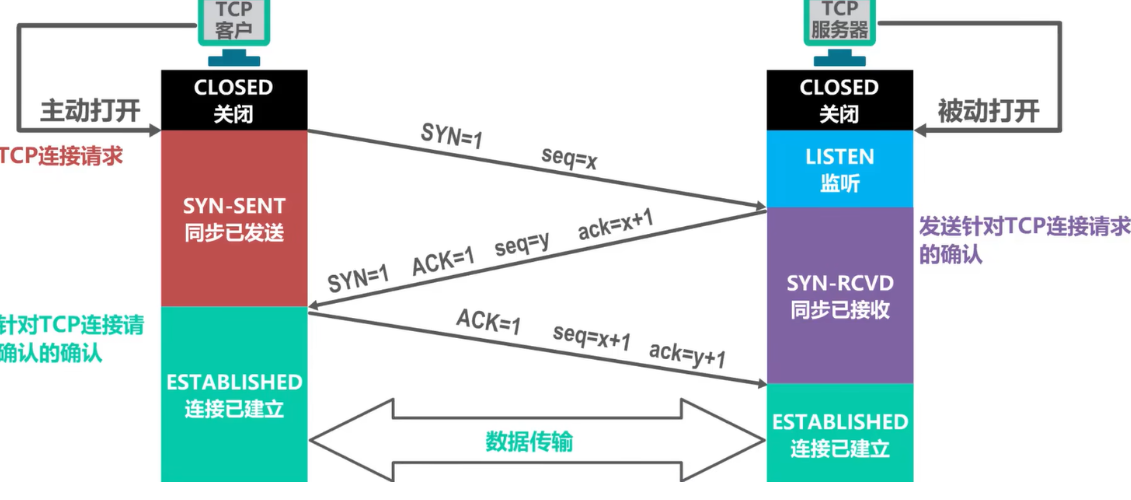 TCP
客户
TCP
服务器
CLOSED
关闭
CLOSED
关闭
主动打开
被动打开
TCP连接请求
SYN=1 seq=x
LISTEN
监听
SYN-SENT
同步已发送
SYN=1 ACK=1 seq=y ack=x+1
发送针对TCP连接请求
的确认
SYN-RCVD
同步已接收
针对TCP连接请
确认的确认
ACK=1 seq=x+1 ack=y+1
ESTABLISHED
连接已建立
ESTABLISHED
连接已建立
数据传输